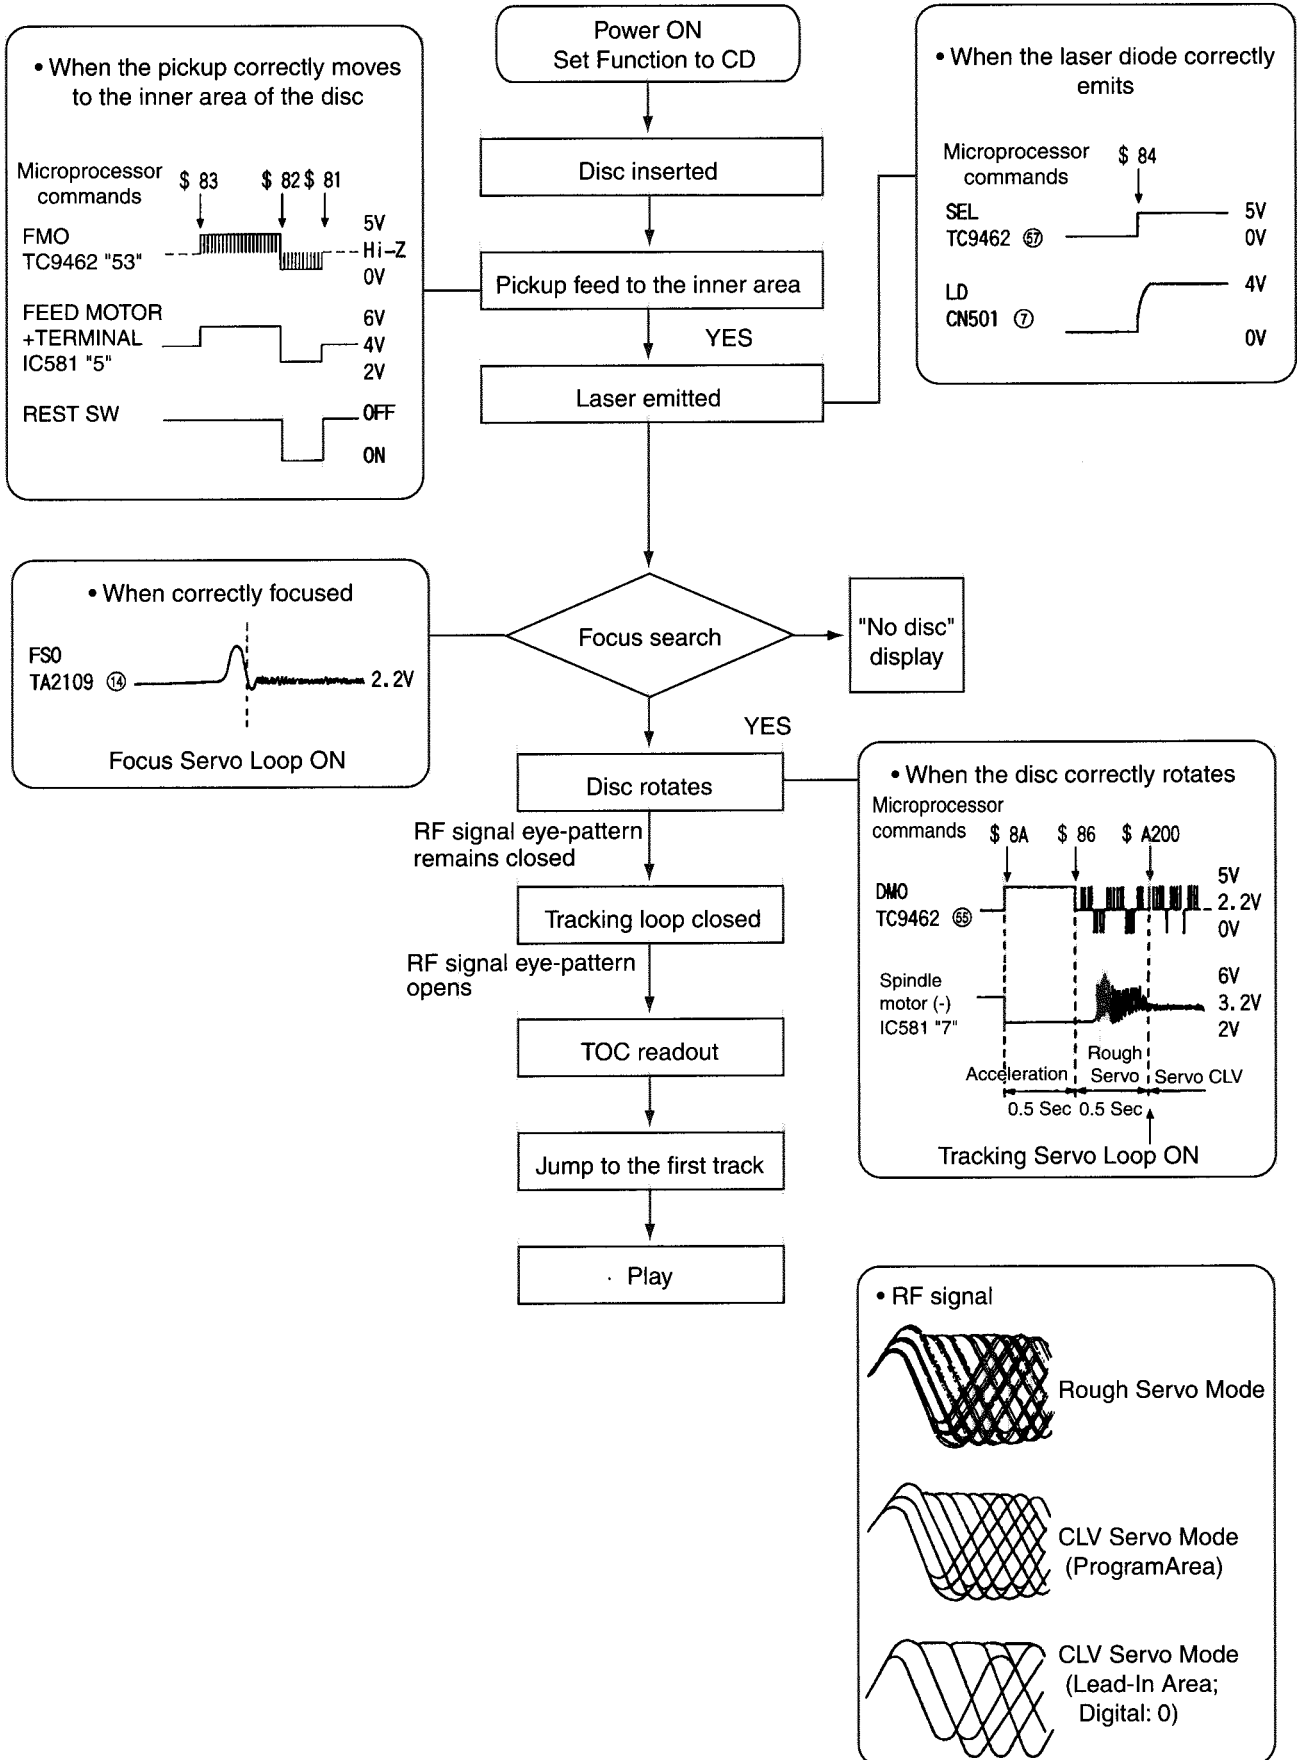 Power ON
Set Function to CD
• When the pickup correctly moves
to the inner area of the disc
Microprocessor
commands
$ 83
$ 82
$ 81
FMO
TC9462 "53"
5V
Hi-Z
0V
FEED MOTOR
+TERMINAL
IC581 "5"
6V
4V
2V
REST SW
OFF
ON
• When the laser diode correctly
emits
Microprocessor
commands
$ 84
SEL
TC9462 57
5V
0V
LD
CN501 7
4V
0V
Disc inserted
Pickup feed to the inner area
YES
Laser emitted
• When correctly focused
FSO
TA2109 14
2.2V
Focus Servo Loop ON
Focus search
"No disc"
display
YES
Disc rotates
RF signal eye-pattern
remains closed
Tracking loop closed
RF signal eye-pattern
opens
TOC readout
Jump to the first track
Play
• When the disc correctly rotates
Microprocessor
commands
$ 8A
$ 86
$ A200
DMO
TC9462 55
5V
2.2V
0V
Spindle
motor (-)
IC581 "7"
6V
3.2V
2V
Acceleration
Rough
Servo
Servo CLV
0.5 Sec
0.5 Sec
Tracking Servo Loop ON
• RF signal
Rough Servo Mode
CLV Servo Mode
(ProgramArea)
CLV Servo Mode
(Lead-In Area;
Digital: 0)